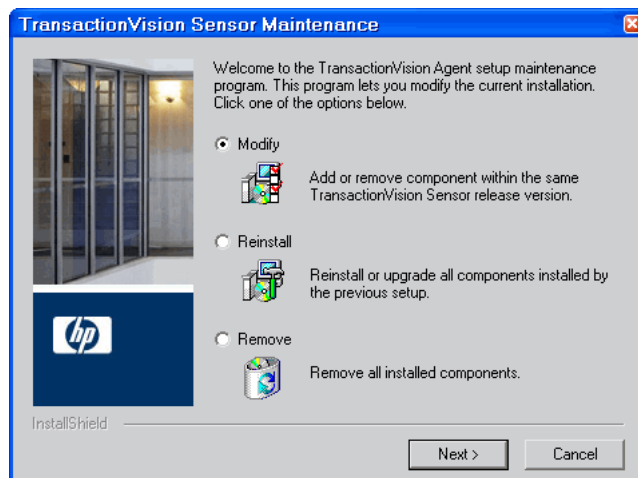 TransactionVision Sensor Maintenance
Welcome to the TransactionVision Agent setup maintenance
program. This program lets you modify the current installation.
Click one of the options below.
Modify
Add or remove component within the same
TransactionVision Sensor release version.
Reinstall
Reinstall or upgrade all components installed by
the previous setup.
hp
Remove
Remove all installed components.
InstallShield
Next >
Cancel